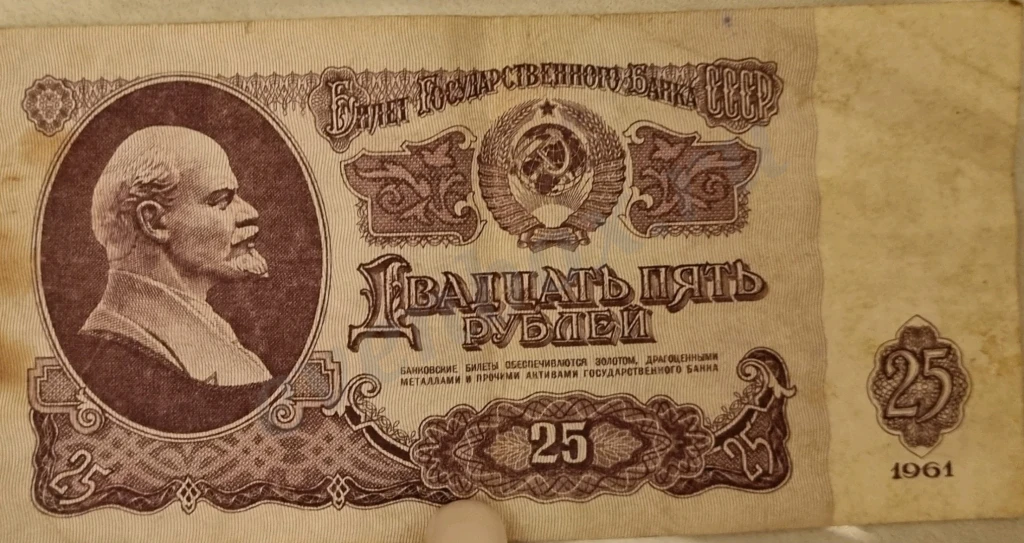 Билет Государственного Банка СССР
Двадцать пять
рублей
БАНКОВСКИЕ БИЛЕТЫ ОБЕСПЕЧИВАЮТСЯ ЗОЛОТОМ, ДРАГОЦЕННЫМИ
МЕТАЛЛАМИ И ПРОЧИМИ АКТИВАМИ ГОСУДАРСТВЕННОГО БАНКА
25
25
25
25
1961